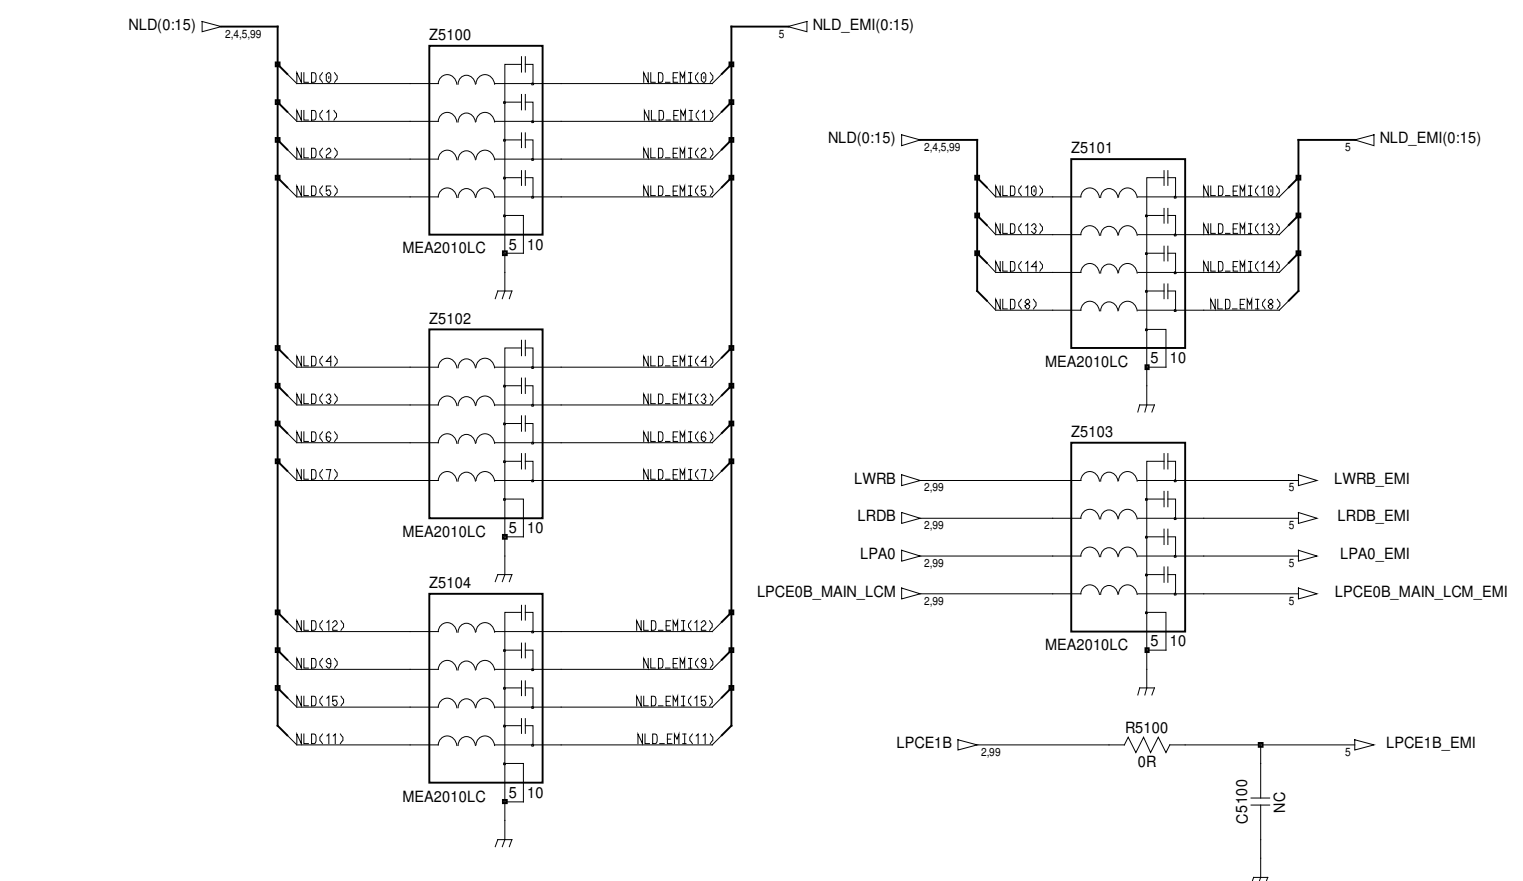 NLD(0:15)
2,4,5,99
5
NLD_EMI(0:15)
Z5100
NLD(0)
NLD_EMI(0)
NLD(1)
NLD_EMI(1)
NLD(2)
NLD_EMI(2)
NLD(5)
NLD_EMI(5)
MEA2010LC
5
10
Z5102
NLD(4)
NLD_EMI(4)
NLD(3)
NLD_EMI(3)
NLD(6)
NLD_EMI(6)
NLD(7)
NLD_EMI(7)
MEA2010LC
5
10
Z5104
NLD(12)
NLD_EMI(12)
NLD(9)
NLD_EMI(9)
NLD(15)
NLD_EMI(15)
NLD(11)
NLD_EMI(11)
MEA2010LC
5
10
NLD(0:15)
2,4,5,99
Z5101
5
NLD_EMI(0:15)
NLD(10)
NLD_EMI(10)
NLD(13)
NLD_EMI(13)
NLD(14)
NLD_EMI(14)
NLD(8)
NLD_EMI(8)
MEA2010LC
5
10
Z5103
LWRB
2,99
5
LWRB_EMI
LRDB
2,99
5
LRDB_EMI
LPA0
2,99
5
LPA0_EMI
LPCE0B_MAIN_LCM
2,99
5
LPCE0B_MAIN_LCM_EMI
MEA2010LC
5
10
LPCE1B
2,99
R5100
0R
5
LPCE1B_EMI
C5100
NC